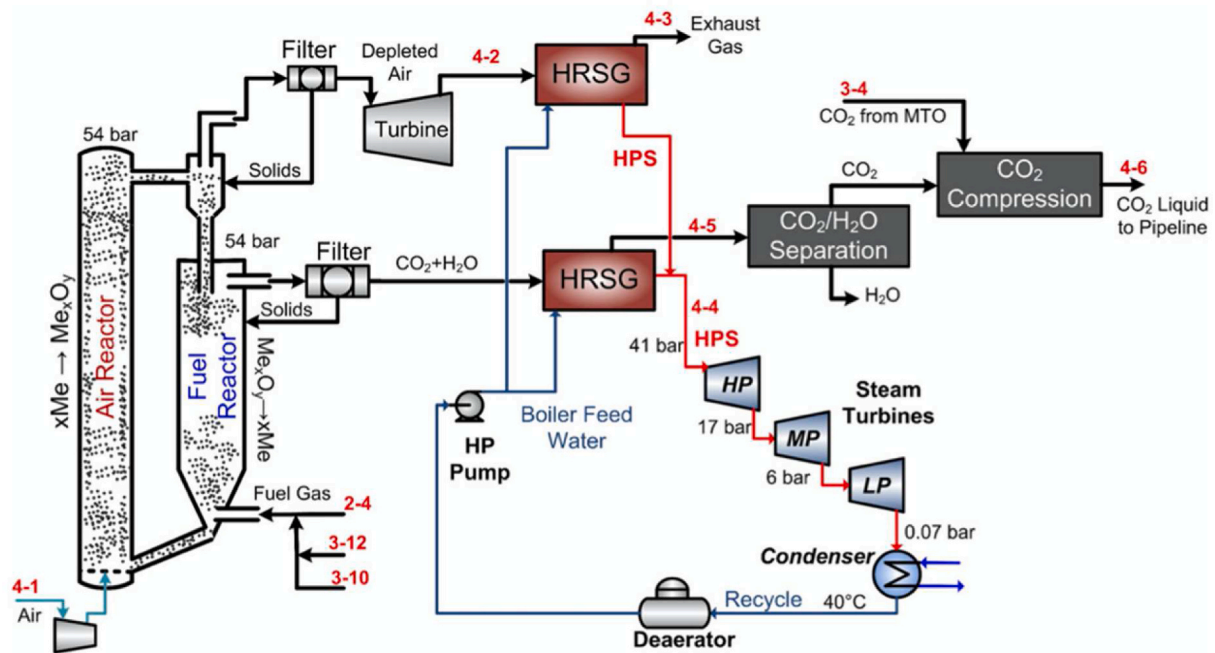 4-3
Exhaust
Gas
Depleted
Air
4-2
Filter
HRSG
3-4
CO₂ from MTO
54 bar
Turbine
HPS
Solids
CO₂
4-6
CO₂
Compression
CO₂ Liquid
to Pipeline
4-5
CO₂/H₂O
Separation
54 bar
Filter
CO₂+H₂O
HRSG
H₂O
Solids
4-4
HPS
41 bar
xMe → MeₓOᵧ
Air Reactor
Fuel
Reactor
MeₓOᵧ→xMe
HP
Steam
Turbines
Boiler Feed
Water
HP
Pump
17 bar
MP
6 bar
LP
Fuel Gas
2-4
0.07 bar
3-12
Condenser
3-10
4-1
Air
Recycle
40°C
Deaerator